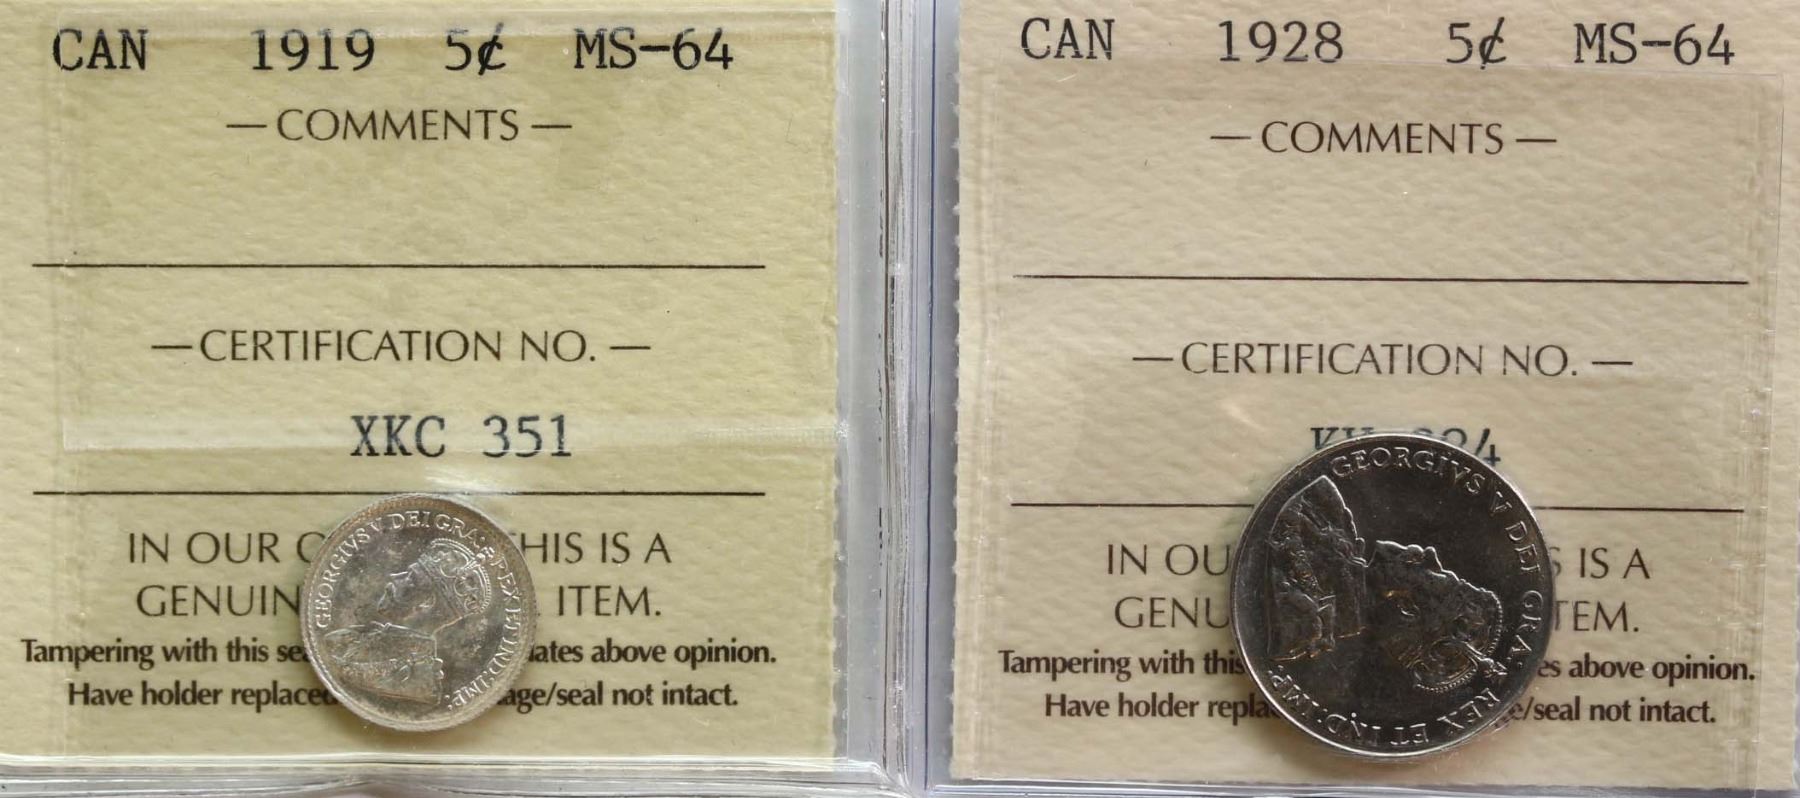 CAN 1919 5¢ MS-64
— COMMENTS —
— CERTIFICATION NO. —
XKC 351
IN OUR HIS IS A
GENUIN ITEM.
Tampering with this se ates above opinion.
Have holder replaced age/seal not intact.
GEORGIVS V DEI GRA: REX ET IND: IMP:
CAN 1928 5¢ MS-64
— COMMENTS —
— CERTIFICATION NO. —
IN OU S IS A
GENU TEM.
Tampering with this es above opinion.
Have holder repla e/seal not intact.
GEORGIVS V DEI GRA: REX ET IND: IMP: